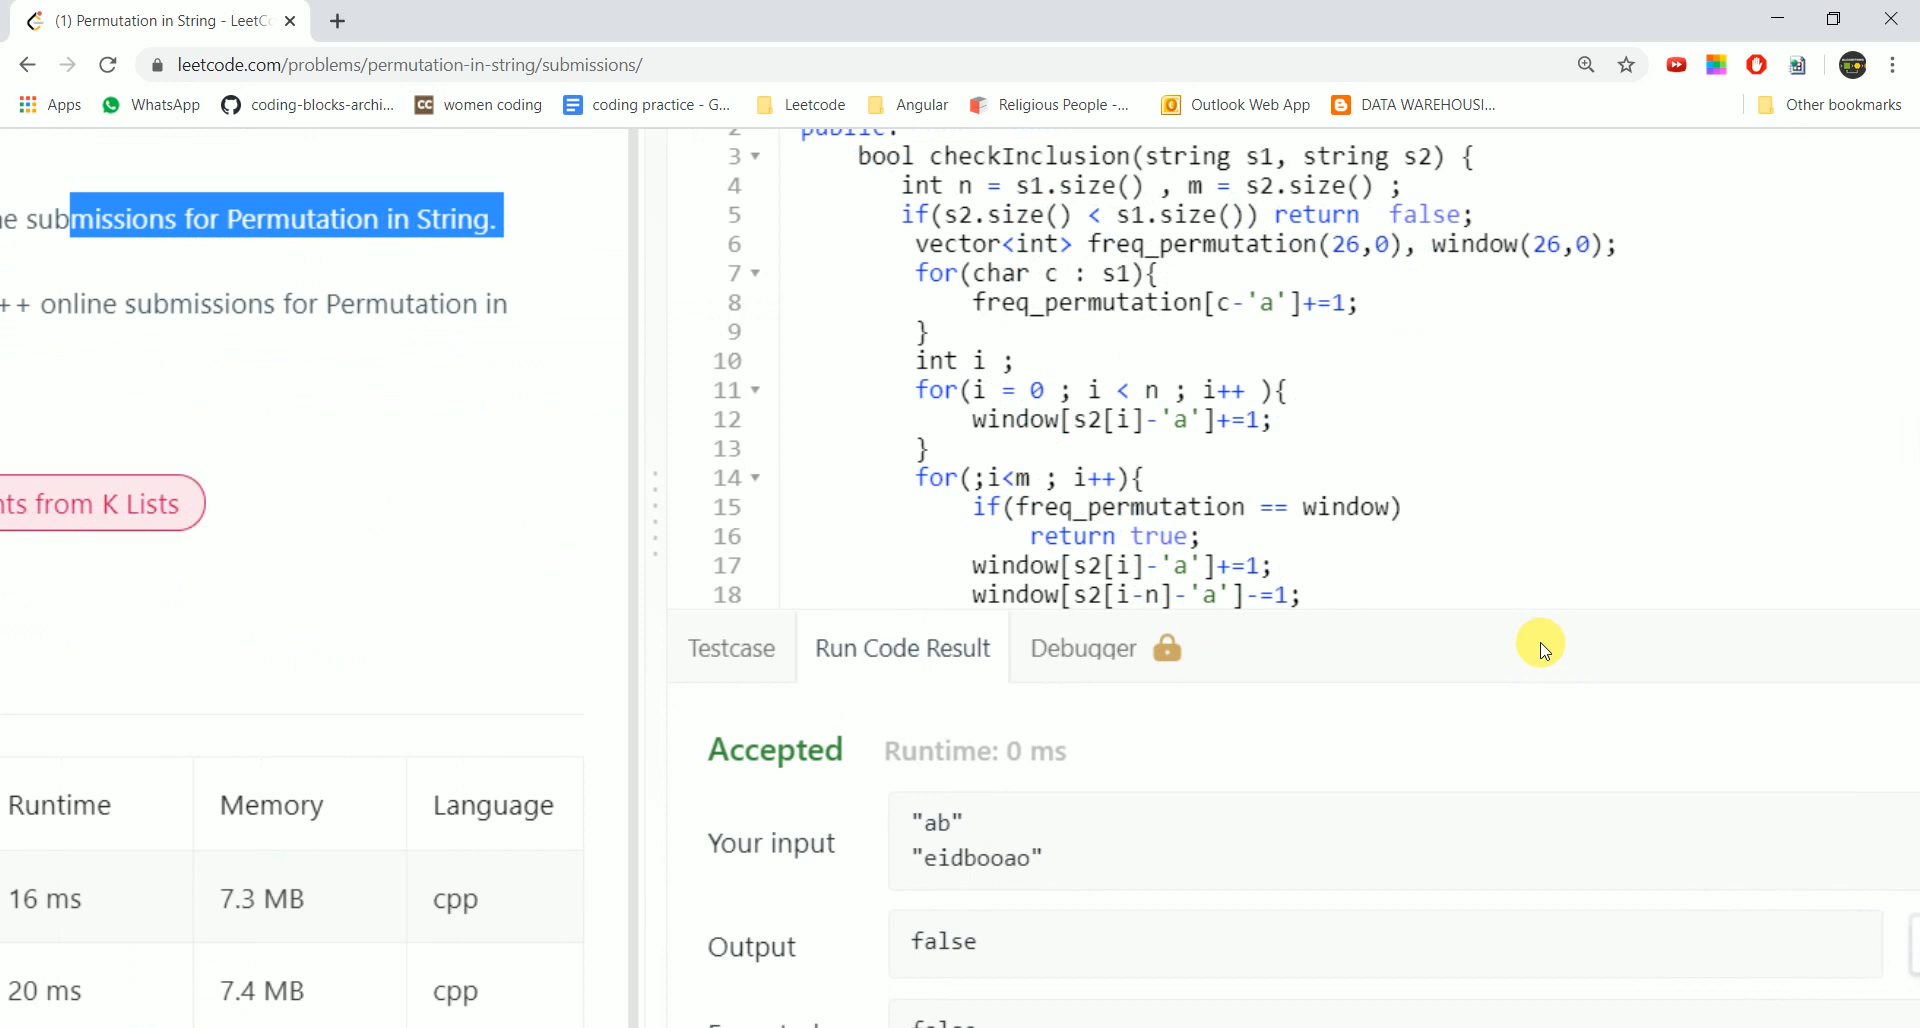 (1) Permutation in String - LeetCo
leetcode.com/problems/permutation-in-string/submissions/
Apps
WhatsApp
coding-blocks-archi...
CC women coding
coding practice - G...
Leetcode
Angular
Religious People -...
Outlook Web App
DATA WAREHOUSI...
Other bookmarks
ne submissions for Permutation in String.
++ online submissions for Permutation in
nts from K Lists
Runtime Memory Language
16 ms 7.3 MB cpp
20 ms 7.4 MB cpp
2 public:
3 bool checkInclusion(string s1, string s2) {
4 int n = s1.size() , m = s2.size() ;
5 if(s2.size() < s1.size()) return false;
6 vector<int> freq_permutation(26,0), window(26,0);
7 for(char c : s1){
8 freq_permutation[c-'a']+=1;
9 }
10 int i ;
11 for(i = 0 ; i < n ; i++ ){
12 window[s2[i]-'a']+=1;
13 }
14 for(;i<m ; i++){
15 if(freq_permutation == window)
16 return true;
17 window[s2[i]-'a']+=1;
18 window[s2[i-n]-'a']-=1;
Testcase Run Code Result Debugger
Accepted Runtime: 0 ms
Your input
"ab"
"eidbooao"
Output
false
false